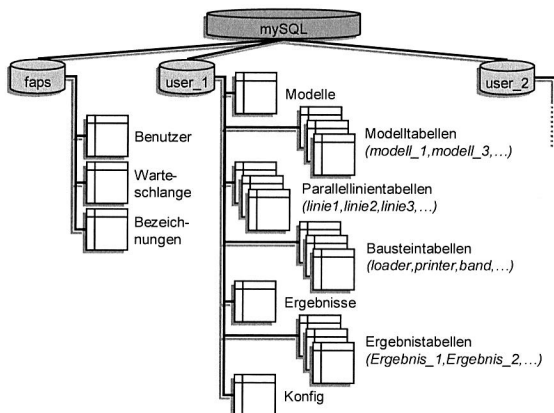 mySQL
faps
user_1
user_2
Benutzer
Warte-
schlange
Bezeich-
nungen
Modelle
Modelltabellen
(modell_1,modell_3,…)
Parallellinientabellen
(linie1,linie2,linie3,…)
Bausteintabellen
(loader,printer,band,…)
Ergebnisse
Ergebnistabellen
(Ergebnis_1,Ergebnis_2,…)
Konfig